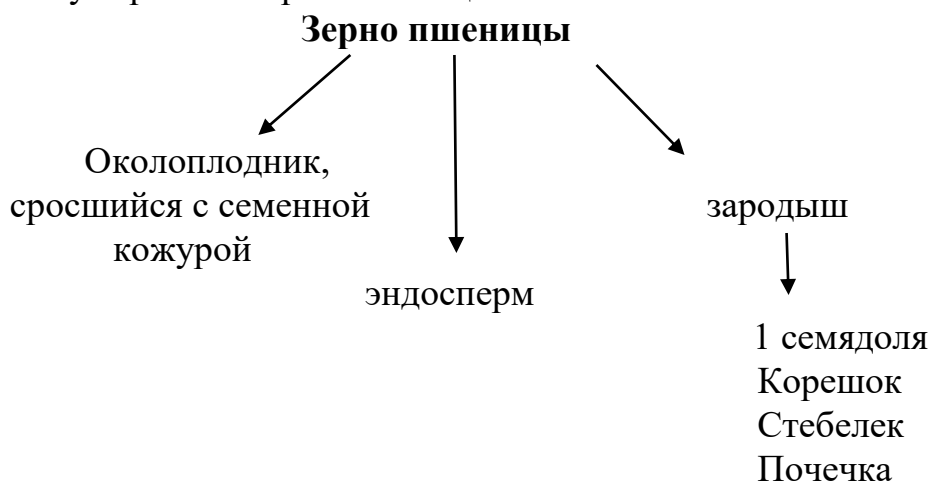 Зерно пшеницы
Околоплодник,
сросшийся с семенной
кожурой
эндосперм
зародыш
1 семядоля
Корешок
Стебелек
Почечка